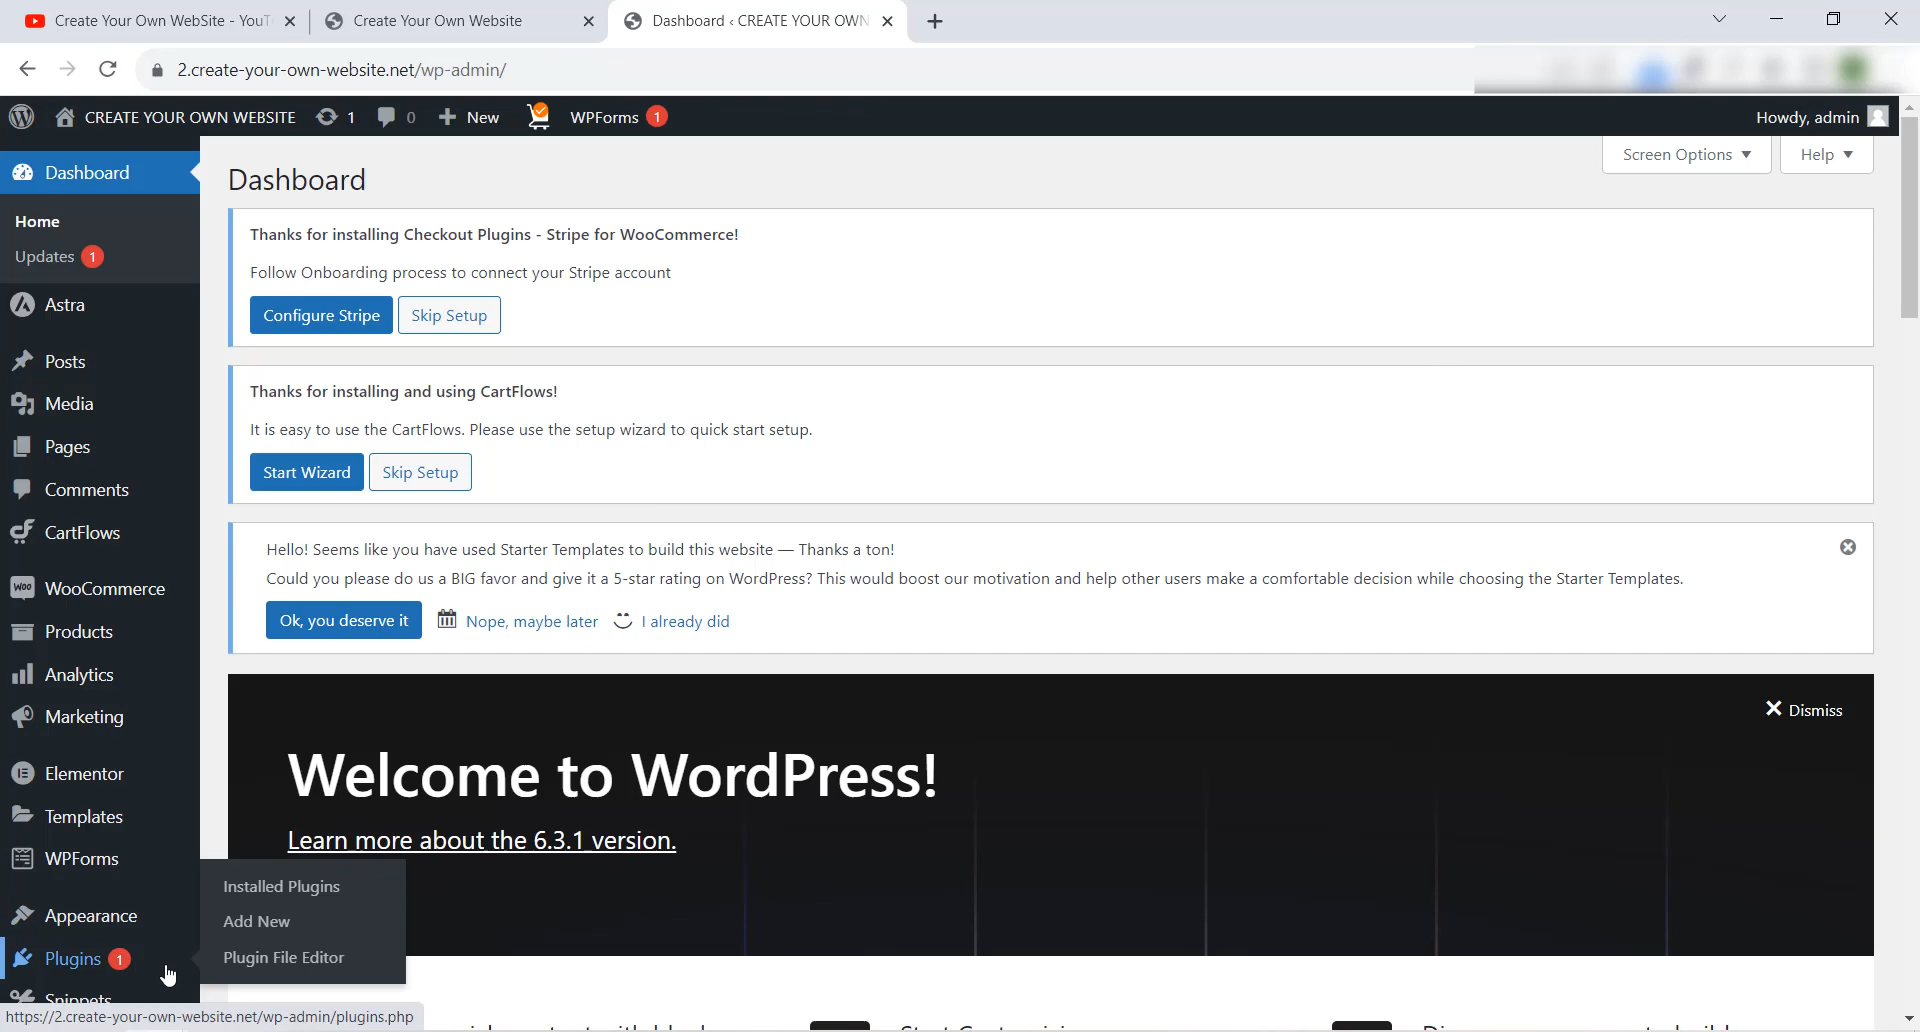 Create Your Own WebSite - YouT
Create Your Own Website
Dashboard ‹ CREATE YOUR OWN
2.create-your-own-website.net/wp-admin/
CREATE YOUR OWN WEBSITE 1 0 + New WPForms 1 Howdy, admin
Screen Options ▼ Help ▼
Dashboard
Home
Updates 1
Astra
Posts
Media
Pages
Comments
CartFlows
WooCommerce
Products
Analytics
Marketing
Elementor
Templates
WPForms
Appearance
Plugins 1
Snippets
Dashboard
Thanks for installing Checkout Plugins - Stripe for WooCommerce!
Follow Onboarding process to connect your Stripe account
Configure Stripe Skip Setup
Thanks for installing and using CartFlows!
It is easy to use the CartFlows. Please use the setup wizard to quick start setup.
Start Wizard Skip Setup
Hello! Seems like you have used Starter Templates to build this website — Thanks a ton!
Could you please do us a BIG favor and give it a 5-star rating on WordPress? This would boost our motivation and help other users make a comfortable decision while choosing the Starter Templates.
Ok, you deserve it Nope, maybe later I already did
Dismiss
Welcome to WordPress!
Learn more about the 6.3.1 version.
Installed Plugins
Add New
Plugin File Editor
https://2.create-your-own-website.net/wp-admin/plugins.php